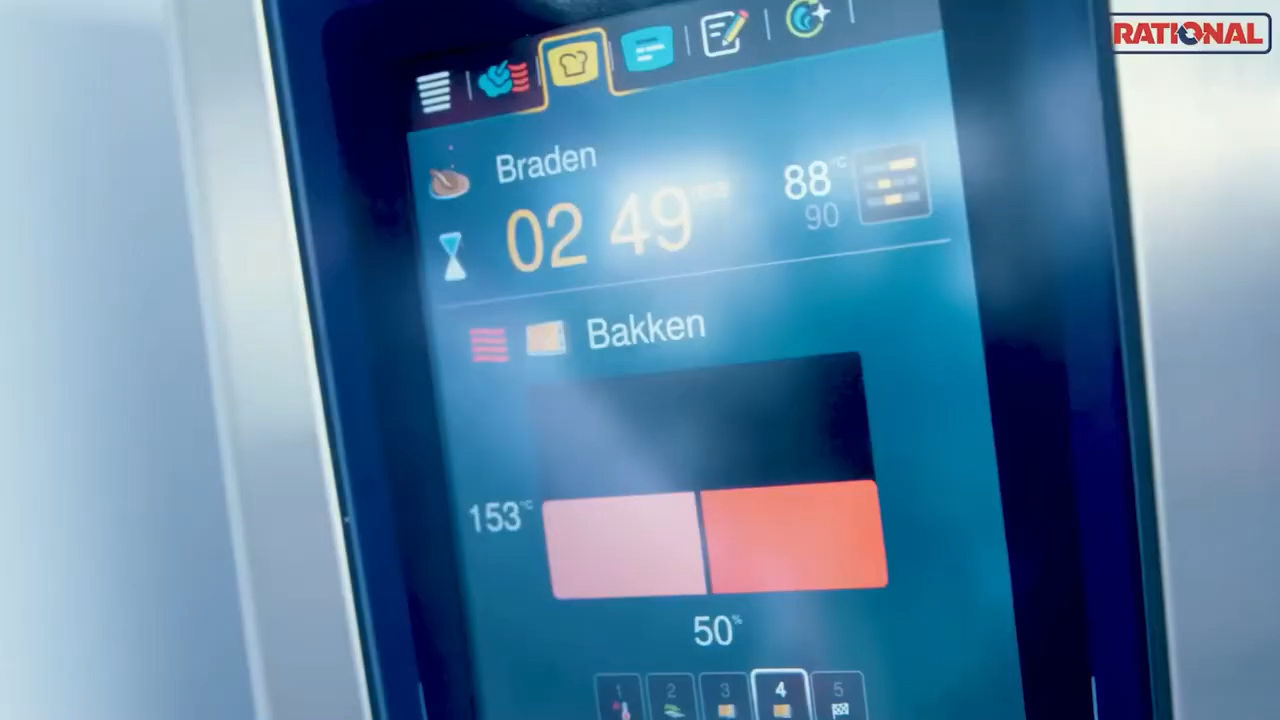 RATIONAL
Braden
02 49
88 °C
90
Bakken
153 °C
50 %
1 2 3 4 5